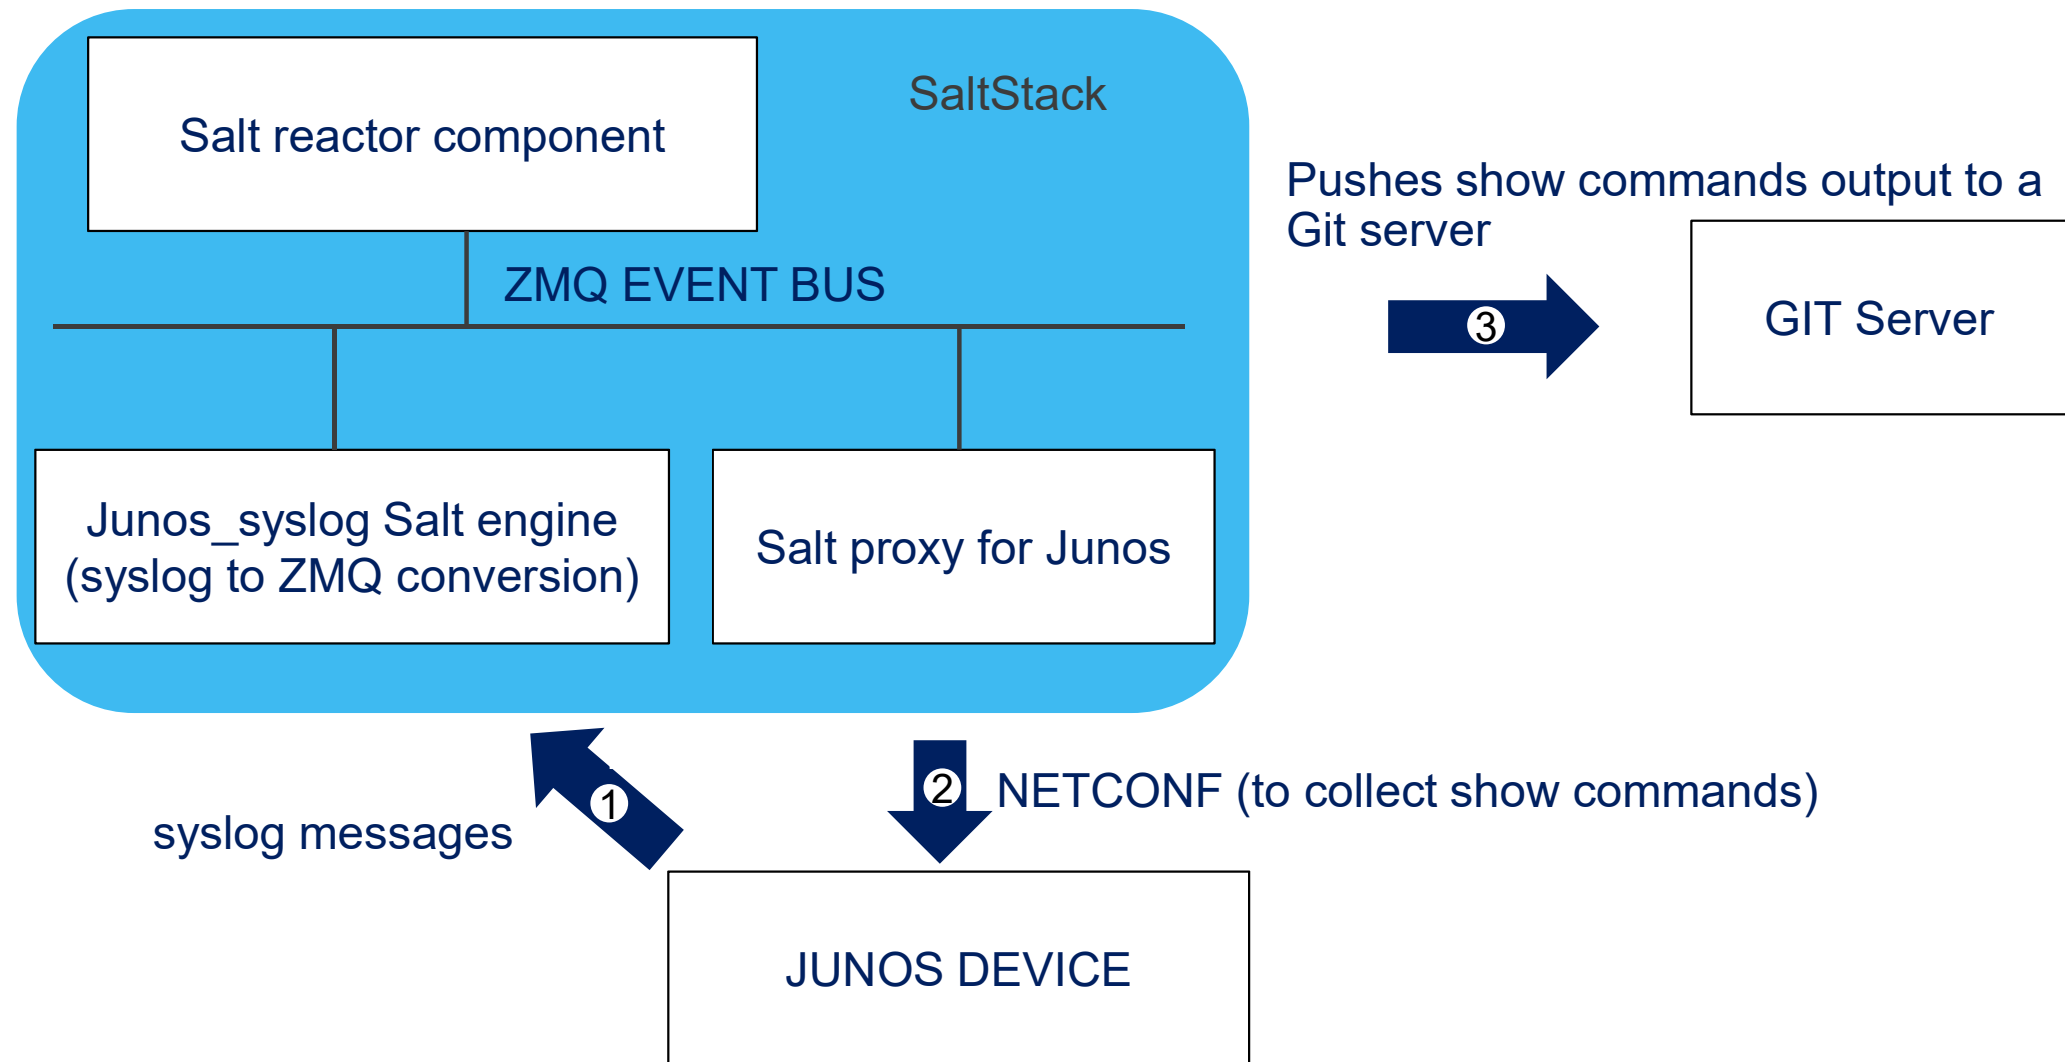 SaltStack
Salt reactor component
Pushes show commands output to a
Git server
ZMQ EVENT BUS
3
GIT Server
Junos_syslog Salt engine
(syslog to ZMQ conversion)
Salt proxy for Junos
1
syslog messages
2
NETCONF (to collect show commands)
JUNOS DEVICE